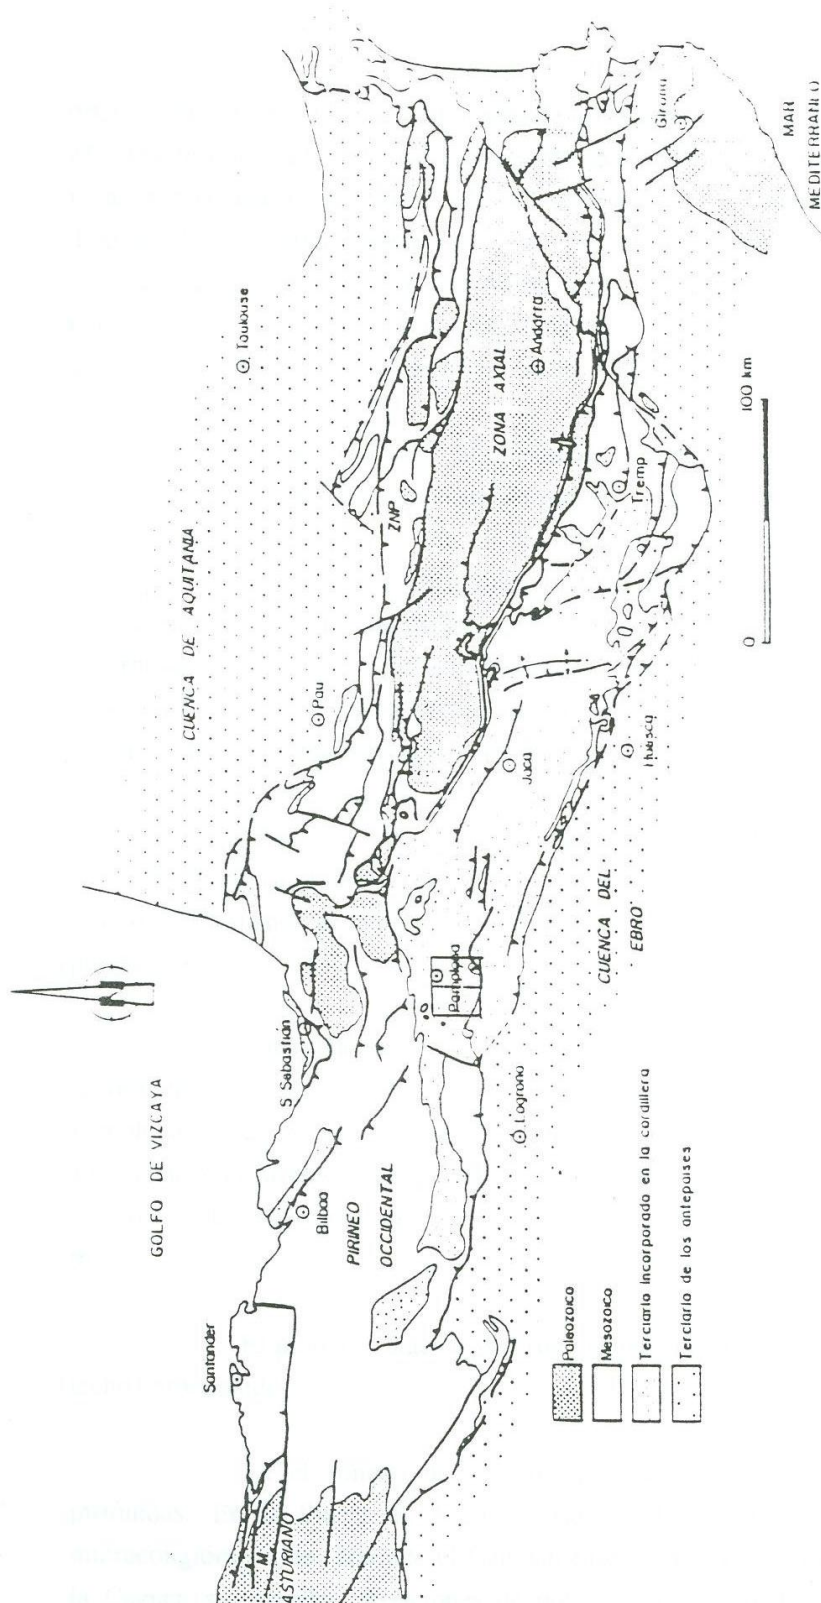 GOLFO DE VIZCAYA
CUENCA DE AQUITANIA
Toulouse
Santander
Bilbao
S Sabastián
Pau
M
ASTURIANO
PIRINEO
OCCIDENTAL
ZNP
ZONA AXIAL
Pamplona
Logroño
Jaca
Andorra
Girona
Tremp
Huesca
CUENCA DEL
EBRO
MAR
MEDITERRANEO
Paleozoico
Mesozoico
Terciario incorporado en la cordillera
Terciario de los antepaises
0 100 km